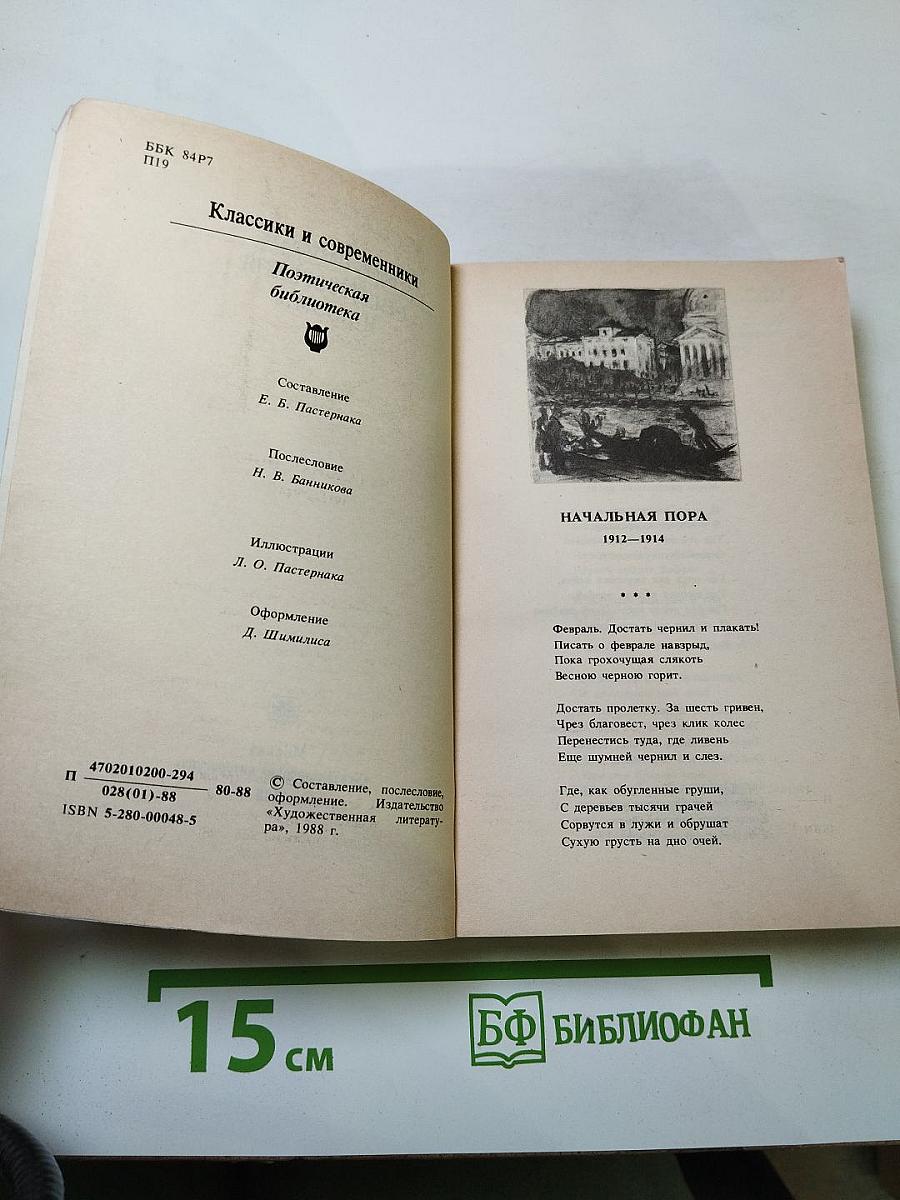 ББК 84Р7
П19
Классики и современники
Поэтическая
библиотека
Составление
Е. Б. Пастернака
Послесловие
Н. В. Банникова
Иллюстрации
Л. О. Пастернака
Оформление
Д. Шимилиса
П 4702010200-294
028(01)-88 80-88
ISBN 5-280-00048-5
© Составление, послесловие,
оформление. Издательство
«Художественная литерату-
ра», 1988 г.
НАЧАЛЬНАЯ ПОРА
1912—1914
* * *
Февраль. Достать чернил и плакать!
Писать о феврале навзрыд,
Пока грохочущая слякоть
Весною черною горит.
Достать пролетку. За шесть гривен,
Чрез благовест, чрез клик колес
Перенестись туда, где ливень
Еще шумней чернил и слез.
Где, как обугленные груши,
С деревьев тысячи грачей
Сорвутся в лужи и обрушат
Сухую грусть на дно очей.
15 см
БФ БИБЛИОФАН